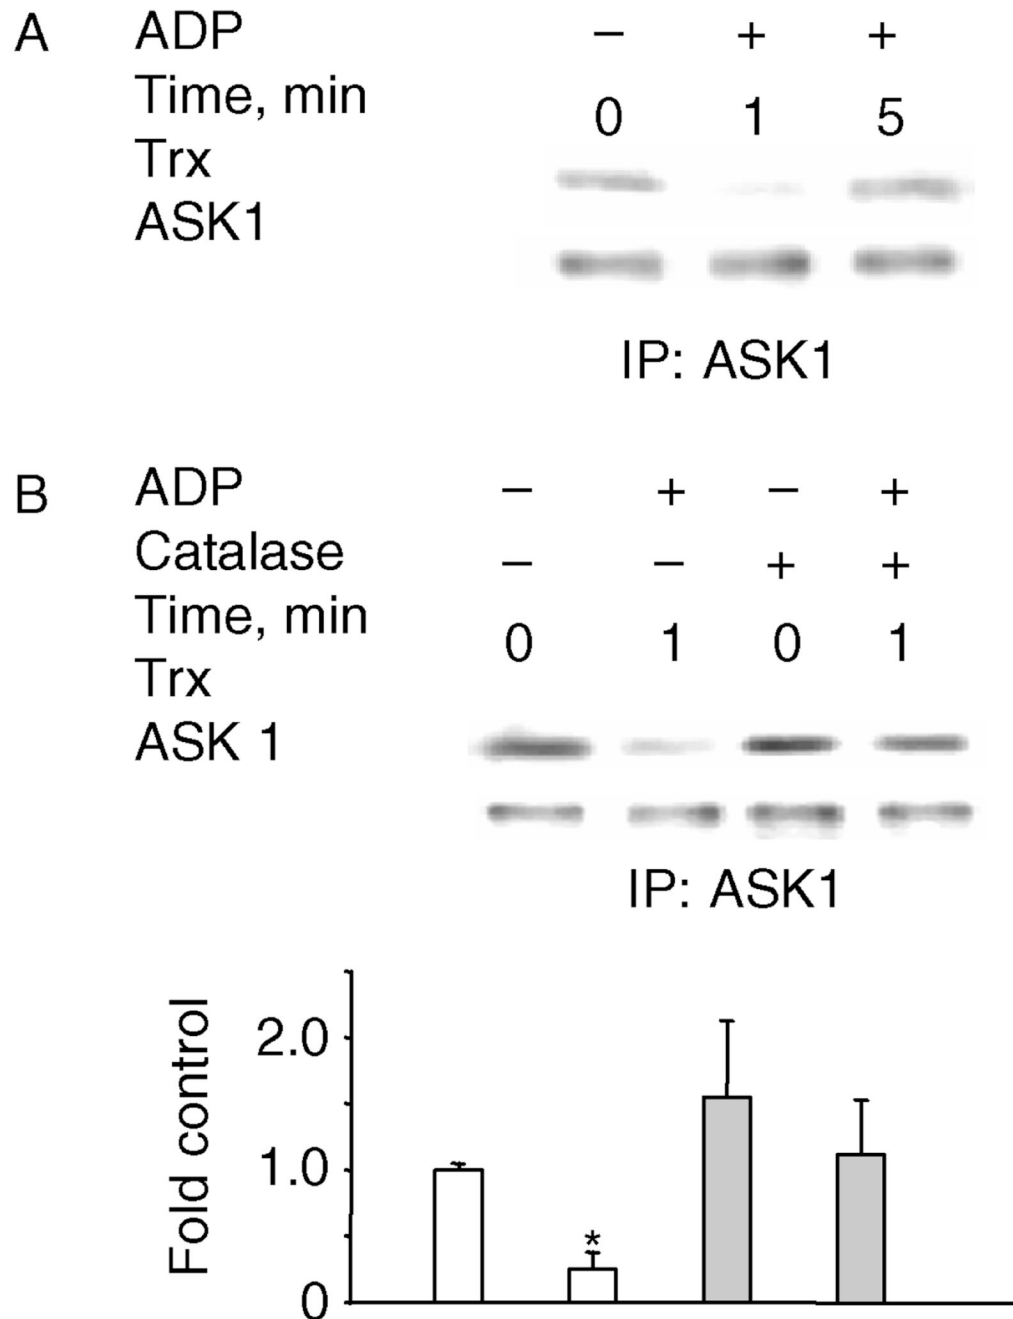 A ADP − + +
Time, min 0 1 5
Trx
ASK1
IP: ASK1
B ADP − + − +
Catalase − − + +
Time, min 0 1 0 1
Trx
ASK 1
IP: ASK1
Fold control
2.0
1.0
*
0